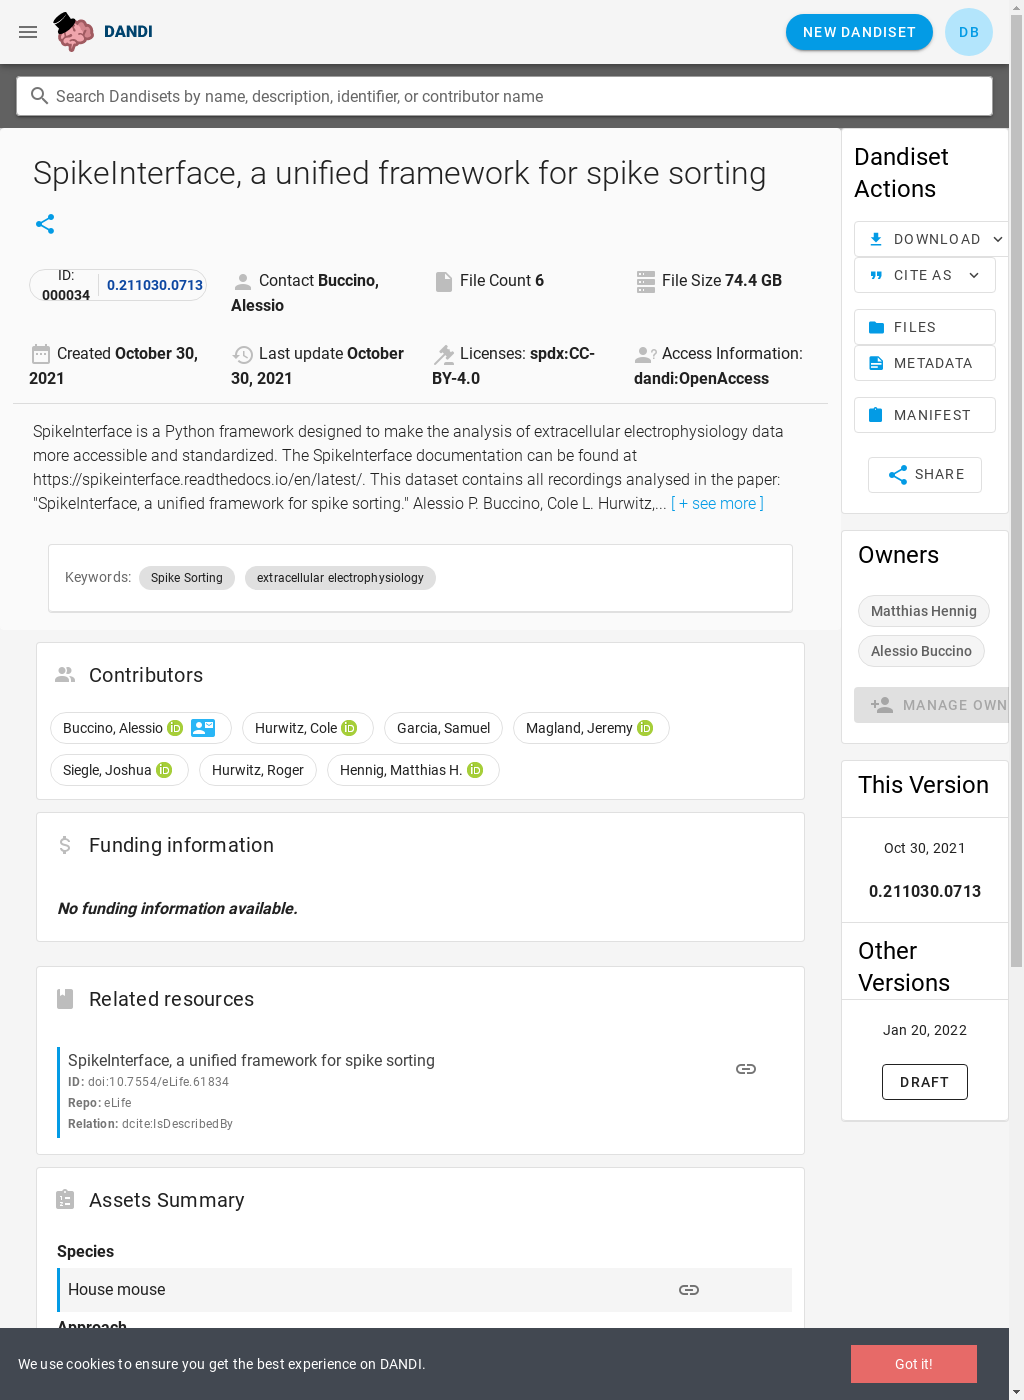 DANDI
NEW DANDISET
DB
Search Dandisets by name, description, identifier, or contributor name
SpikeInterface, a unified framework for spike sorting
ID:
000034
0.211030.0713
Contact Buccino,
Alessio
File Count 6
File Size 74.4 GB
Created October 30,
2021
Last update October
30, 2021
Licenses: spdx:CC-
BY-4.0
Access Information:
dandi:OpenAccess
SpikeInterface is a Python framework designed to make the analysis of extracellular electrophysiology data
more accessible and standardized. The SpikeInterface documentation can be found at
https://spikeinterface.readthedocs.io/en/latest/. This dataset contains all recordings analysed in the paper:
"SpikeInterface, a unified framework for spike sorting." Alessio P. Buccino, Cole L. Hurwitz,... [ + see more ]
Keywords: Spike Sorting extracellular electrophysiology
Contributors
Buccino, Alessio iD Hurwitz, Cole iD Garcia, Samuel Magland, Jeremy iD
Siegle, Joshua iD Hurwitz, Roger Hennig, Matthias H. iD
Funding information
No funding information available.
Related resources
SpikeInterface, a unified framework for spike sorting
ID: doi:10.7554/eLife.61834
Repo: eLife
Relation: dcite:IsDescribedBy
Assets Summary
Species
House mouse
Approach
Dandiset
Actions
DOWNLOAD
CITE AS
FILES
METADATA
MANIFEST
SHARE
Owners
Matthias Hennig
Alessio Buccino
MANAGE OWN
This Version
Oct 30, 2021
0.211030.0713
Other
Versions
Jan 20, 2022
DRAFT
We use cookies to ensure you get the best experience on DANDI.
Got it!